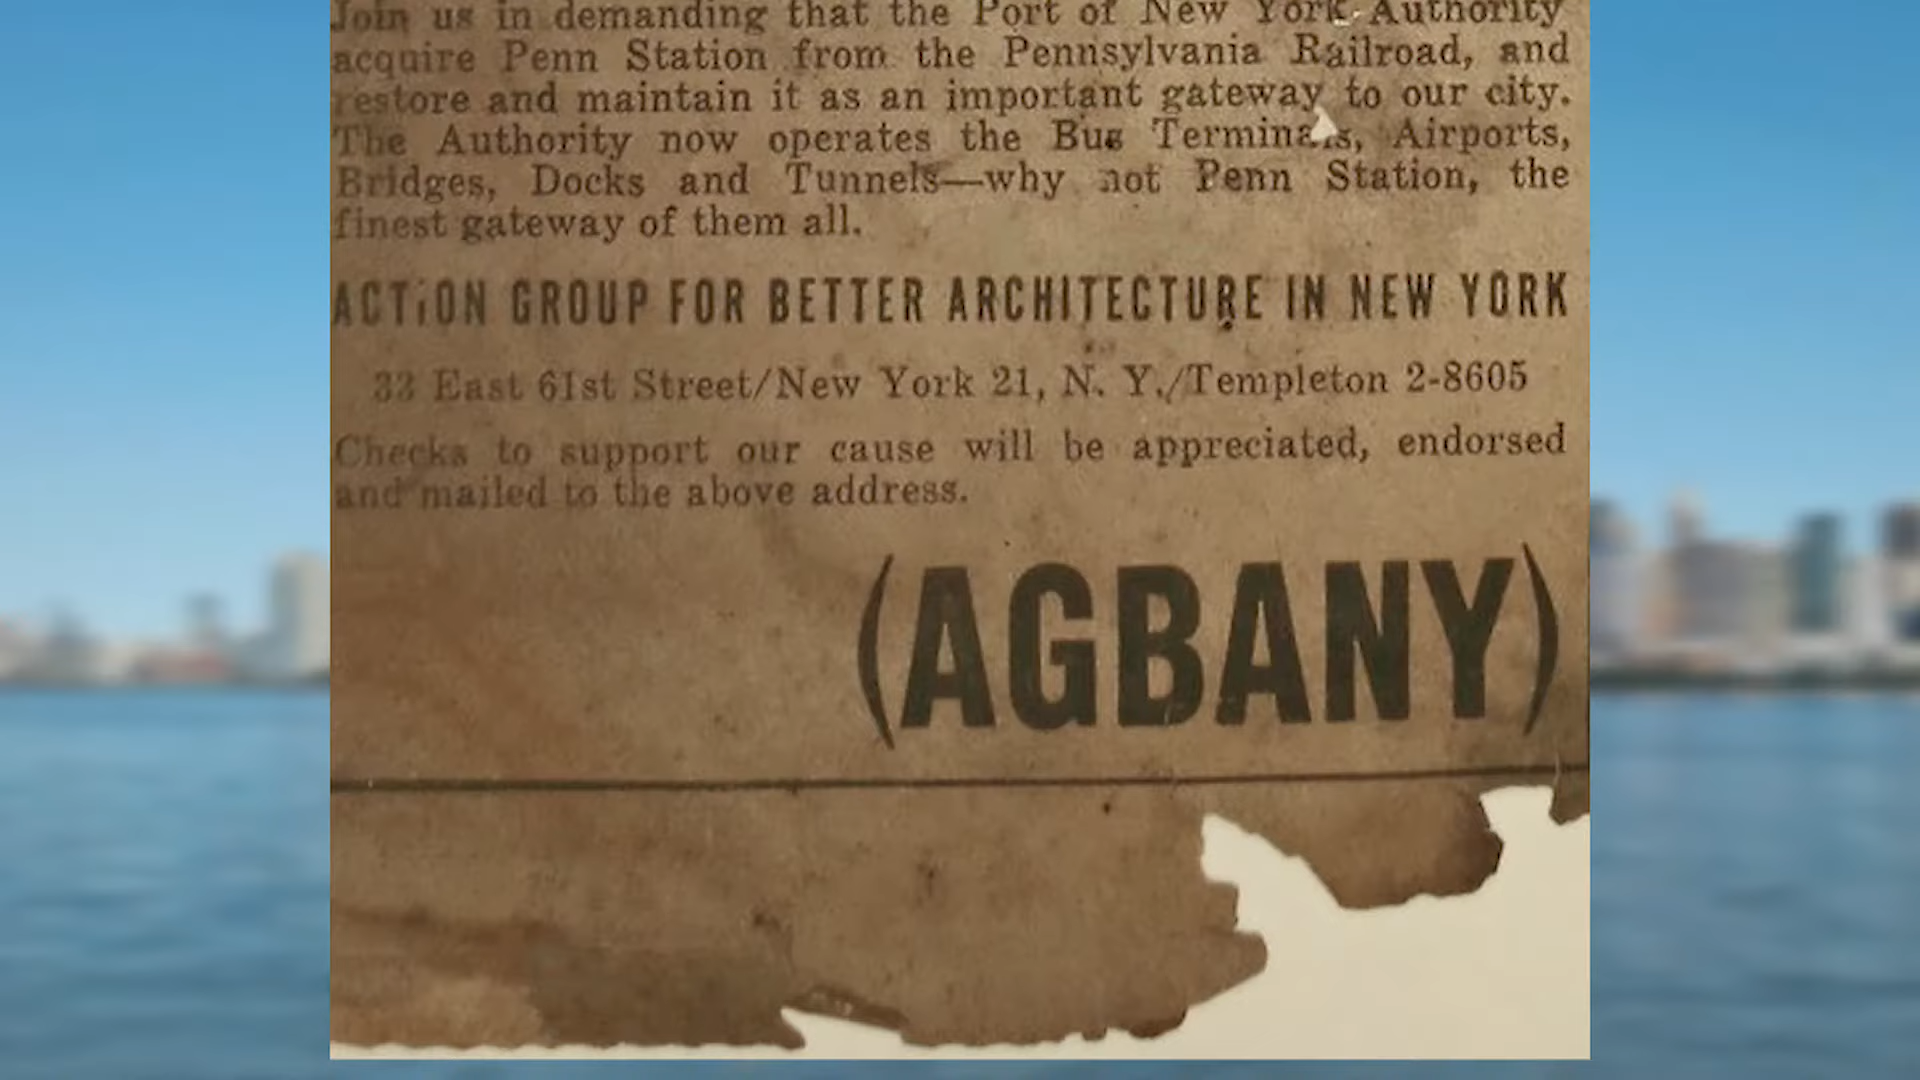 Join us in demanding that the Port of New York Authority
acquire Penn Station from the Pennsylvania Railroad, and
restore and maintain it as an important gateway to our city.
The Authority now operates the Bus Terminals, Airports,
Bridges, Docks and Tunnels—why not Penn Station, the
finest gateway of them all.
ACTION GROUP FOR BETTER ARCHITECTURE IN NEW YORK
33 East 61st Street/New York 21, N. Y./Templeton 2-8605
Checks to support our cause will be appreciated, endorsed
and mailed to the above address.
(AGBANY)